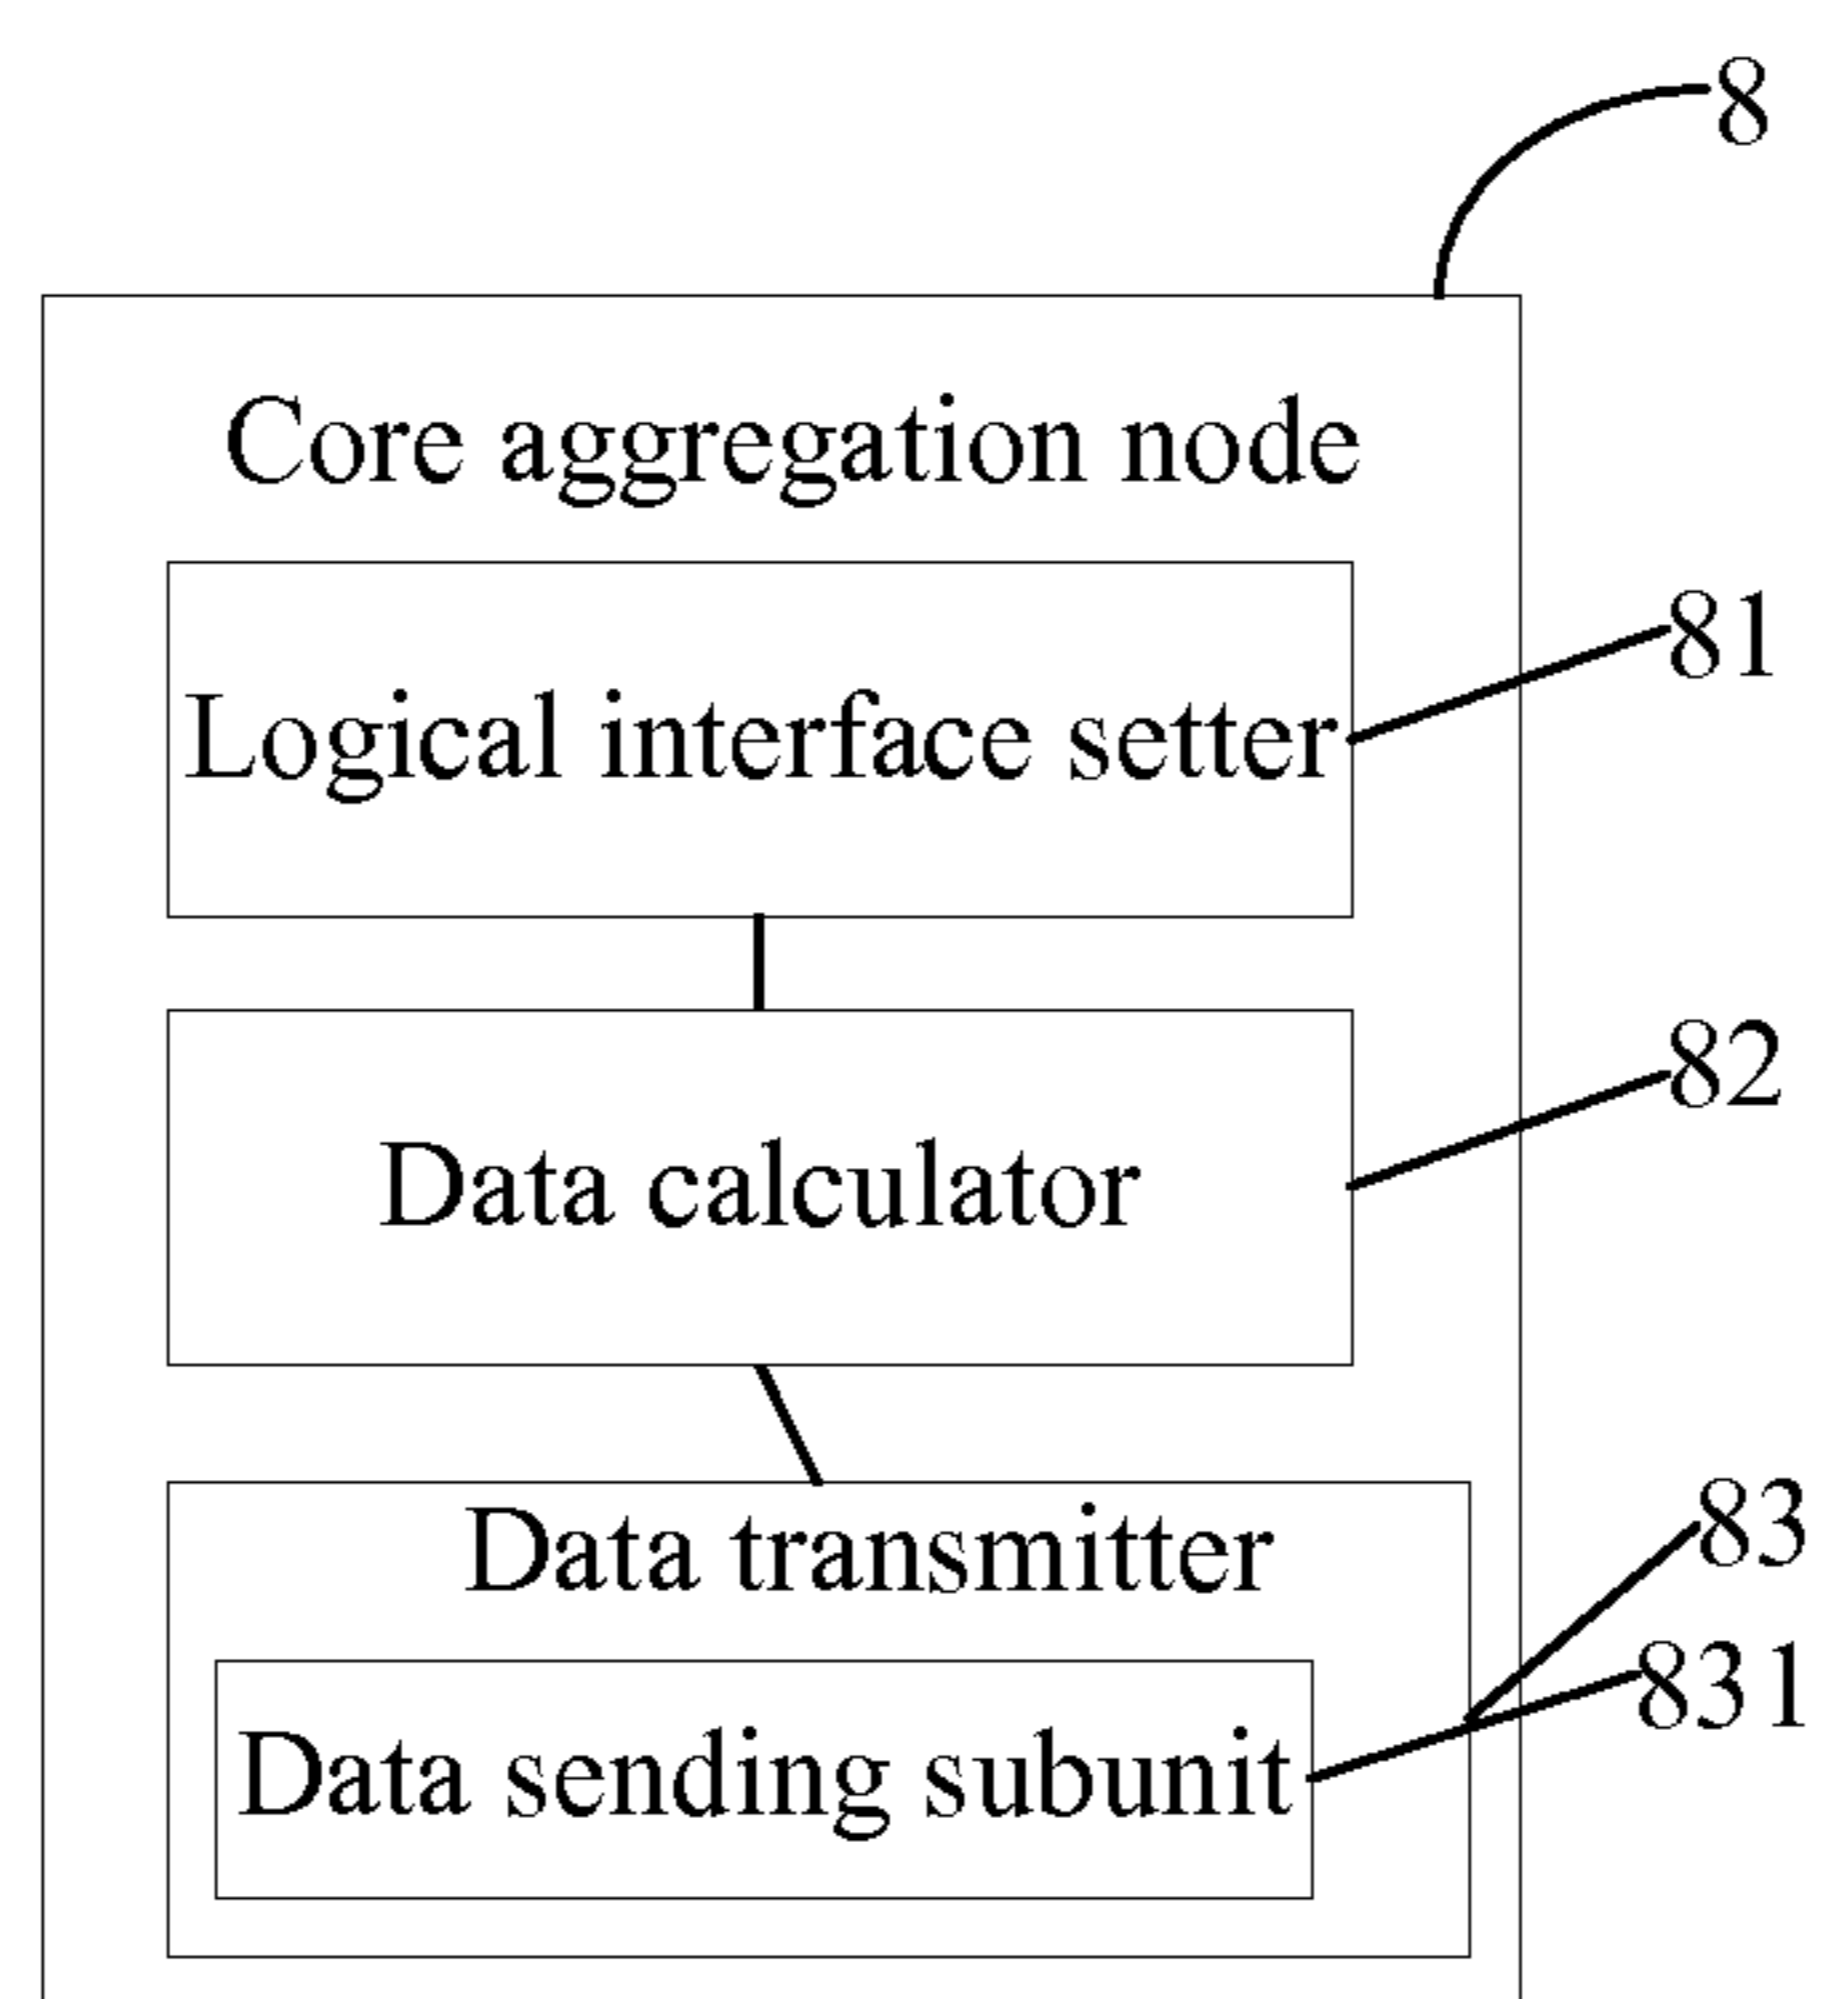 8
Core aggregation node
81
Logical interface setter
82
Data calculator
83
Data transmitter
831
Data sending subunit